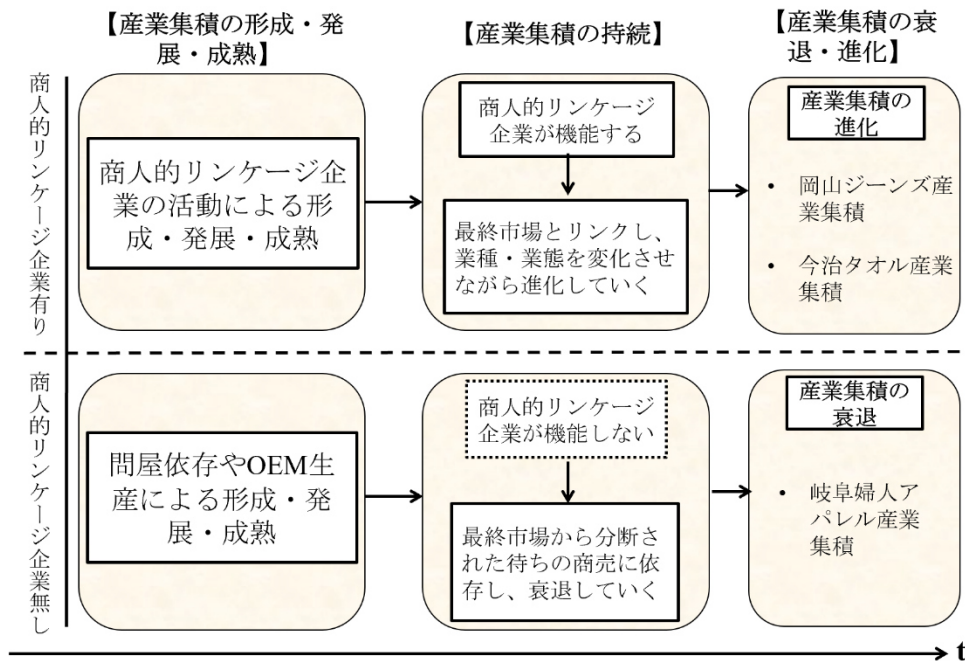 【産業集積の形成・発
展・成熟】
【産業集積の持続】
【産業集積の衰
退・進化】
商人的リンケージ企業有り
商人的リンケージ企
業の活動による形
成・発展・成熟
商人的リンケージ
企業が機能する
最終市場とリンクし、
業種・業態を変化させ
ながら進化していく
産業集積の
進化
• 岡山ジーンズ産
業集積
• 今治タオル産業
集積
商人的リンケージ企業無し
問屋依存やOEM生
産による形成・発
展・成熟
商人的リンケージ
企業が機能しない
最終市場から分断さ
れた待ちの商売に依
存し、衰退していく
産業集積の
衰退
• 岐阜婦人ア
パレル産業
集積
t